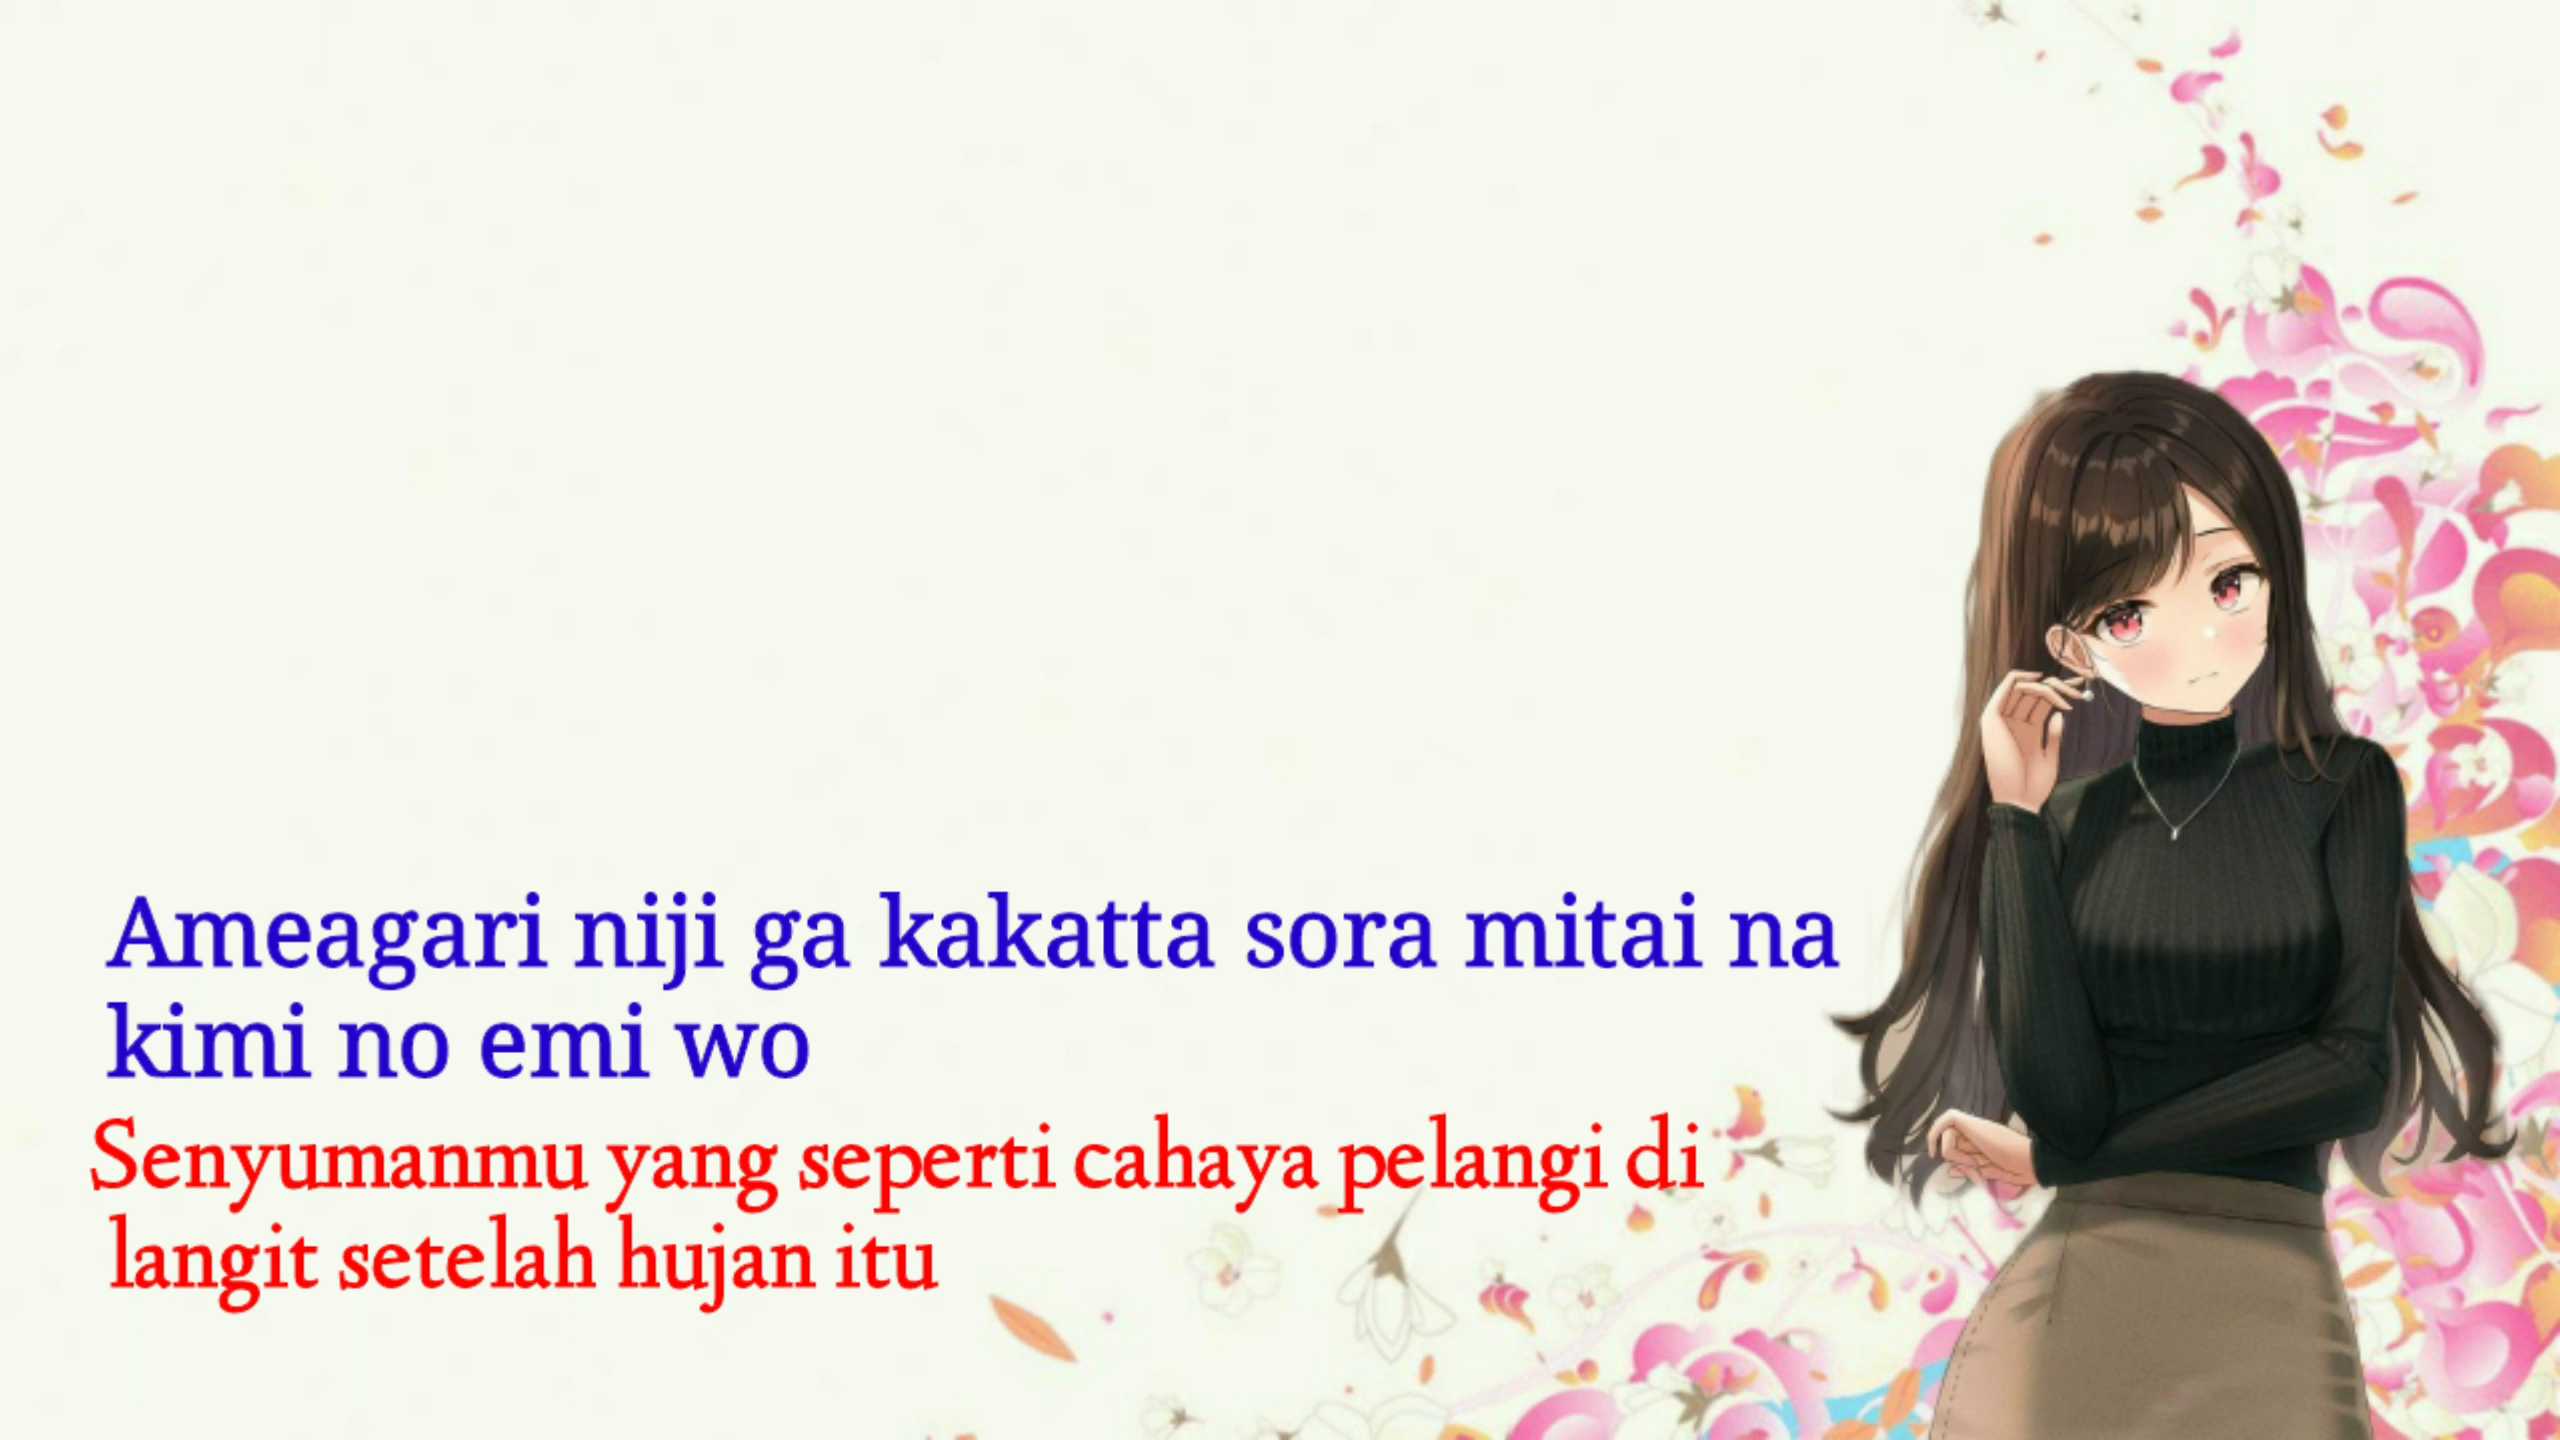 Ameagari niji ga kakatta sora mitai na
kimi no emi wo
Senyumanmu yang seperti cahaya pelangi di
langit setelah hujan itu